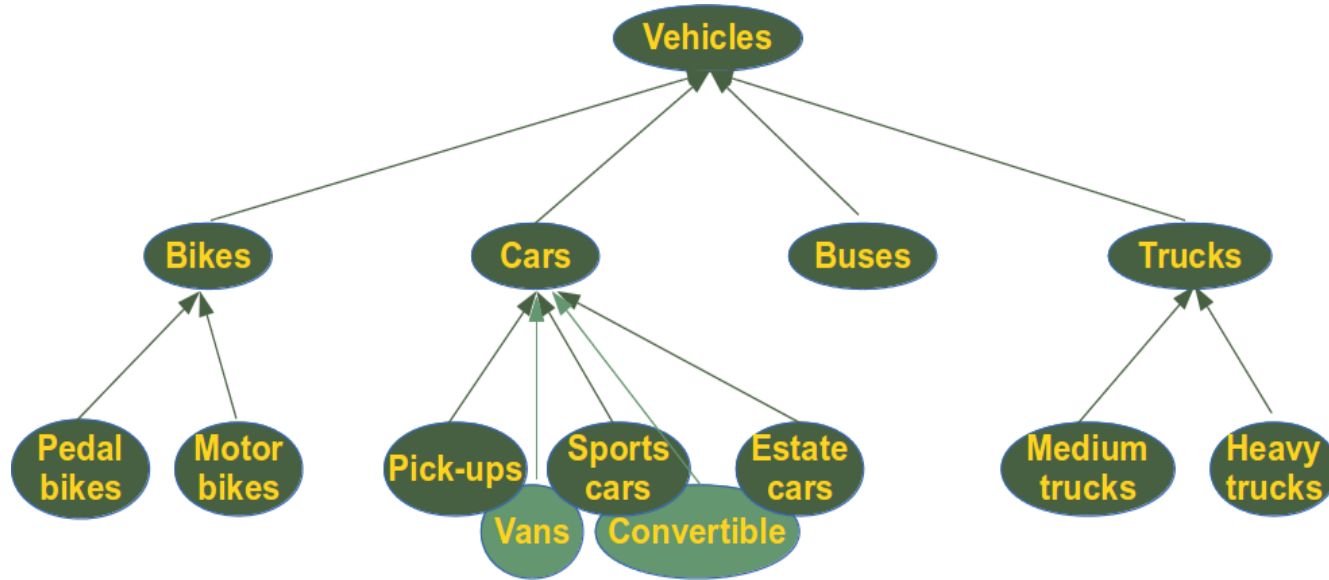 Vehicles
Bikes
Cars
Buses
Trucks
Pedal
bikes
Motor
bikes
Pick-ups
Sports
cars
Estate
cars
Medium
trucks
Heavy
trucks
Vans
Convertible